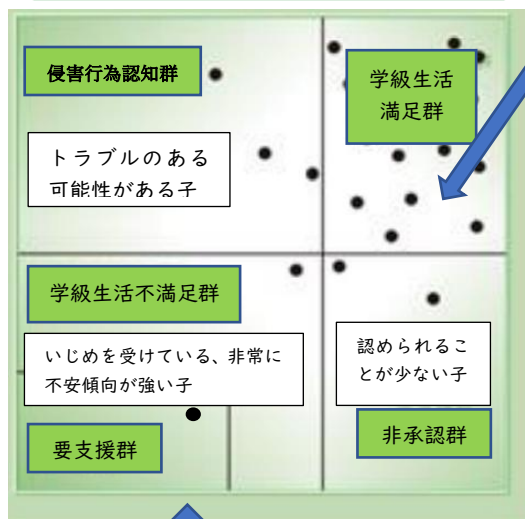 侵害行為認知群
学級生活
満足群
トラブルのある
可能性がある子
学級生活不満足群
いじめを受けている、非常に
不安傾向が強い子
認められるこ
とが少ない子
要支援群
非承認群